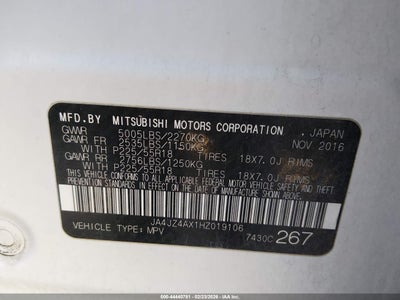 MFD.BY MITSUBISHI MOTORS CORPORATION, JAPAN
GVWR 5005LBS/2270KG NOV 2016
GAWR FR 2535LBS/1150KG
WITH P225/55R18 TIRES 18X7.0J RIMS
GAWR RR 2756LBS/1250KG
WITH P225/55R18 TIRES 18X7.0J RIMS
THIS VEHICLE CONFORMS TO ALL APPLICABLE
FEDERAL MOTOR VEHICLE SAFETY AND THEFT
PREVENTION STANDARDS IN EFFECT ON THE
DATE OF MANUFACTURE SHOWN ABOVE.
JA4JZ4AX1HZ019106
VEHICLE TYPE: MPV 7430C 267
500-44440791 - 02/23/2026 - IAA